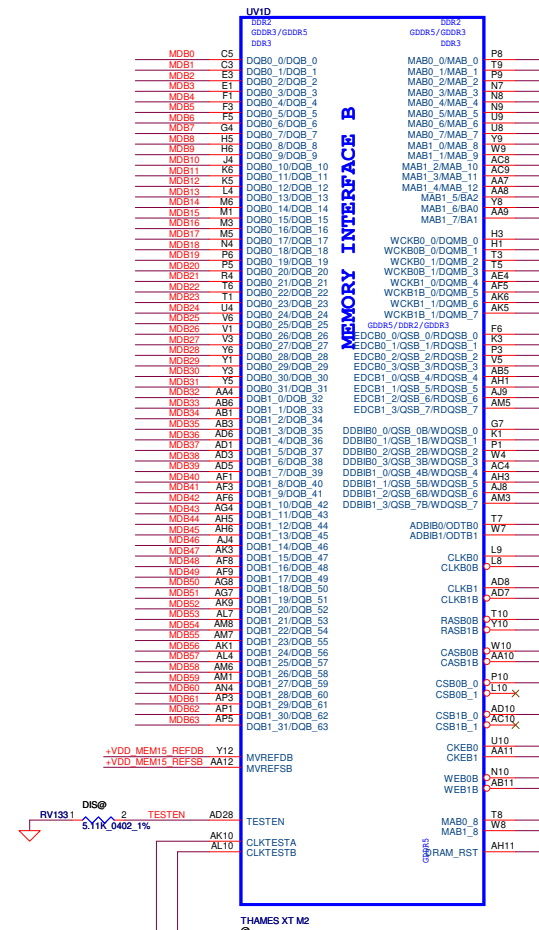 UV1D
DDR2
GDDR3/GDDR5
DDR3
DDR2
GDDR5/GDDR3
DDR3
MEMORY INTERFACE B
MDB0 C5 DQB0_0/DQB_0
MDB1 C3 DQB0_1/DQB_1
MDB2 E3 DQB0_2/DQB_2
MDB3 E1 DQB0_3/DQB_3
MDB4 F1 DQB0_4/DQB_4
MDB5 F3 DQB0_5/DQB_5
MDB6 F5 DQB0_6/DQB_6
MDB7 G4 DQB0_7/DQB_7
MDB8 H5 DQB0_8/DQB_8
MDB9 H6 DQB0_9/DQB_9
MDB10 J4 DQB0_10/DQB_10
MDB11 K6 DQB0_11/DQB_11
MDB12 K5 DQB0_12/DQB_12
MDB13 L4 DQB0_13/DQB_13
MDB14 M6 DQB0_14/DQB_14
MDB15 M1 DQB0_15/DQB_15
MDB16 M3 DQB0_16/DQB_16
MDB17 M5 DQB0_17/DQB_17
MDB18 N4 DQB0_18/DQB_18
MDB19 P6 DQB0_19/DQB_19
MDB20 P5 DQB0_20/DQB_20
MDB21 R4 DQB0_21/DQB_21
MDB22 T6 DQB0_22/DQB_22
MDB23 T1 DQB0_23/DQB_23
MDB24 U4 DQB0_24/DQB_24
MDB25 V6 DQB0_25/DQB_25
MDB26 V1 DQB0_26/DQB_26
MDB27 V3 DQB0_27/DQB_27
MDB28 Y6 DQB0_28/DQB_28
MDB29 Y1 DQB0_29/DQB_29
MDB30 Y3 DQB0_30/DQB_30
MDB31 Y5 DQB0_31/DQB_31
MDB32 AA4 DQB1_0/DQB_32
MDB33 AB6 DQB1_1/DQB_33
MDB34 AB1 DQB1_2/DQB_34
MDB35 AB3 DQB1_3/DQB_35
MDB36 AD6 DQB1_4/DQB_36
MDB37 AD1 DQB1_5/DQB_37
MDB38 AD3 DQB1_6/DQB_38
MDB39 AD5 DQB1_7/DQB_39
MDB40 AF1 DQB1_8/DQB_40
MDB41 AF3 DQB1_9/DQB_41
MDB42 AF6 DQB1_10/DQB_42
MDB43 AG4 DQB1_11/DQB_43
MDB44 AH5 DQB1_12/DQB_44
MDB45 AH6 DQB1_13/DQB_45
MDB46 AJ4 DQB1_14/DQB_46
MDB47 AK3 DQB1_15/DQB_47
MDB48 AF8 DQB1_16/DQB_48
MDB49 AF9 DQB1_17/DQB_49
MDB50 AG8 DQB1_18/DQB_50
MDB51 AG7 DQB1_19/DQB_51
MDB52 AK9 DQB1_20/DQB_52
MDB53 AL7 DQB1_21/DQB_53
MDB54 AM8 DQB1_22/DQB_54
MDB55 AM7 DQB1_23/DQB_55
MDB56 AK1 DQB1_24/DQB_56
MDB57 AL4 DQB1_25/DQB_57
MDB58 AM6 DQB1_26/DQB_58
MDB59 AM1 DQB1_27/DQB_59
MDB60 AN4 DQB1_28/DQB_60
MDB61 AP3 DQB1_29/DQB_61
MDB62 AP1 DQB1_30/DQB_62
MDB63 AP5 DQB1_31/DQB_63
+VDD_MEM15_REFDB Y12 MVREFDB
+VDD_MEM15_REFSB AA12 MVREFSB
DIS@
RV133 1 2 TESTEN AD28 TESTEN
5.11K_0402_1%
AK10 CLKTESTA
AL10 CLKTESTB
MAB0_0/MAB_0 P8
MAB0_1/MAB_1 T9
MAB0_2/MAB_2 P9
MAB0_3/MAB_3 N7
MAB0_4/MAB_4 N8
MAB0_5/MAB_5 N9
MAB0_6/MAB_6 U9
MAB0_7/MAB_7 U8
MAB1_0/MAB_8 Y9
MAB1_1/MAB_9 W9
MAB1_2/MAB_10 AC8
MAB1_3/MAB_11 AC9
MAB1_4/MAB_12 AA7
MAB1_5/BA2 AA8
MAB1_6/BA0 Y8
MAB1_7/BA1 AA9
WCKB0_0/DQMB_0 H3
WCKB0B_0/DQMB_1 H1
WCKB0_1/DQMB_2 T3
WCKB0B_1/DQMB_3 T5
WCKB1_0/DQMB_4 AE4
WCKB1B_0/DQMB_5 AF5
WCKB1_1/DQMB_6 AK6
WCKB1B_1/DQMB_7 AK5
GDDR5/DDR2/GDDR3
EDCB0_0/QSB_0/RDQSB_0 F6
EDCB0_1/QSB_1/RDQSB_1 K3
EDCB0_2/QSB_2/RDQSB_2 P3
EDCB0_3/QSB_3/RDQSB_3 V5
EDCB1_0/QSB_4/RDQSB_4 AB5
EDCB1_1/QSB_5/RDQSB_5 AH1
EDCB1_2/QSB_6/RDQSB_6 AJ9
EDCB1_3/QSB_7/RDQSB_7 AM5
DDBIB0_0/QSB_0B/WDQSB_0 G7
DDBIB0_1/QSB_1B/WDQSB_1 K1
DDBIB0_2/QSB_2B/WDQSB_2 P1
DDBIB0_3/QSB_3B/WDQSB_3 W4
DDBIB1_0/QSB_4B/WDQSB_4 AC4
DDBIB1_1/QSB_5B/WDQSB_5 AH3
DDBIB1_2/QSB_6B/WDQSB_6 AJ8
DDBIB1_3/QSB_7B/WDQSB_7 AM3
ADBIB0/ODTB0 T7
ADBIB1/ODTB1 W7
CLKB0 L9
CLKB0B L8
CLKB1 AD8
CLKB1B AD7
RASB0B T10
RASB1B Y10
CASB0B W10
CASB1B AA10
CSB0B_0 P10
CSB0B_1 L10
CSB1B_0 AD10
CSB1B_1 AC10
CKEB0 U10
CKEB1 AA11
WEB0B N10
WEB1B AB11
MAB0_8 T8
MAB1_8 W8
GDDR5
DRAM_RST AH11
THAMES XT M2
@